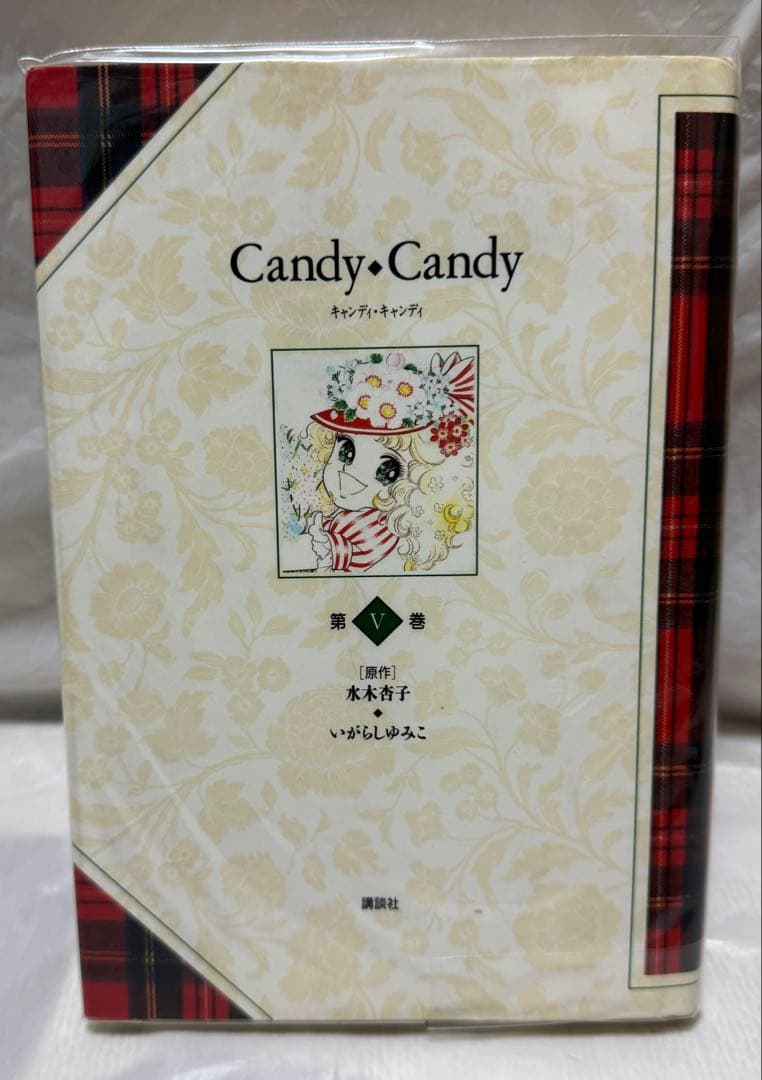 Candy◆Candy
キャンディ・キャンディ
第 V 巻
［原作］
水木杏子
◆
いがらしゆみこ
講談社